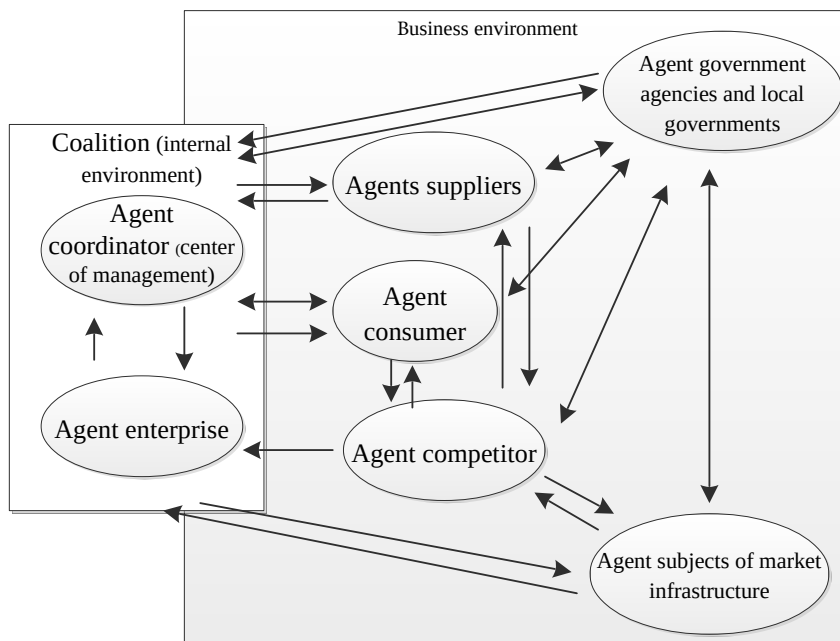 Business environment
Agent government
agencies and local
governments
Coalition (internal
environment)
Agents suppliers
Agent
coordinator (center
of management)
Agent
consumer
Agent enterprise
Agent competitor
Agent subjects of market
infrastructure